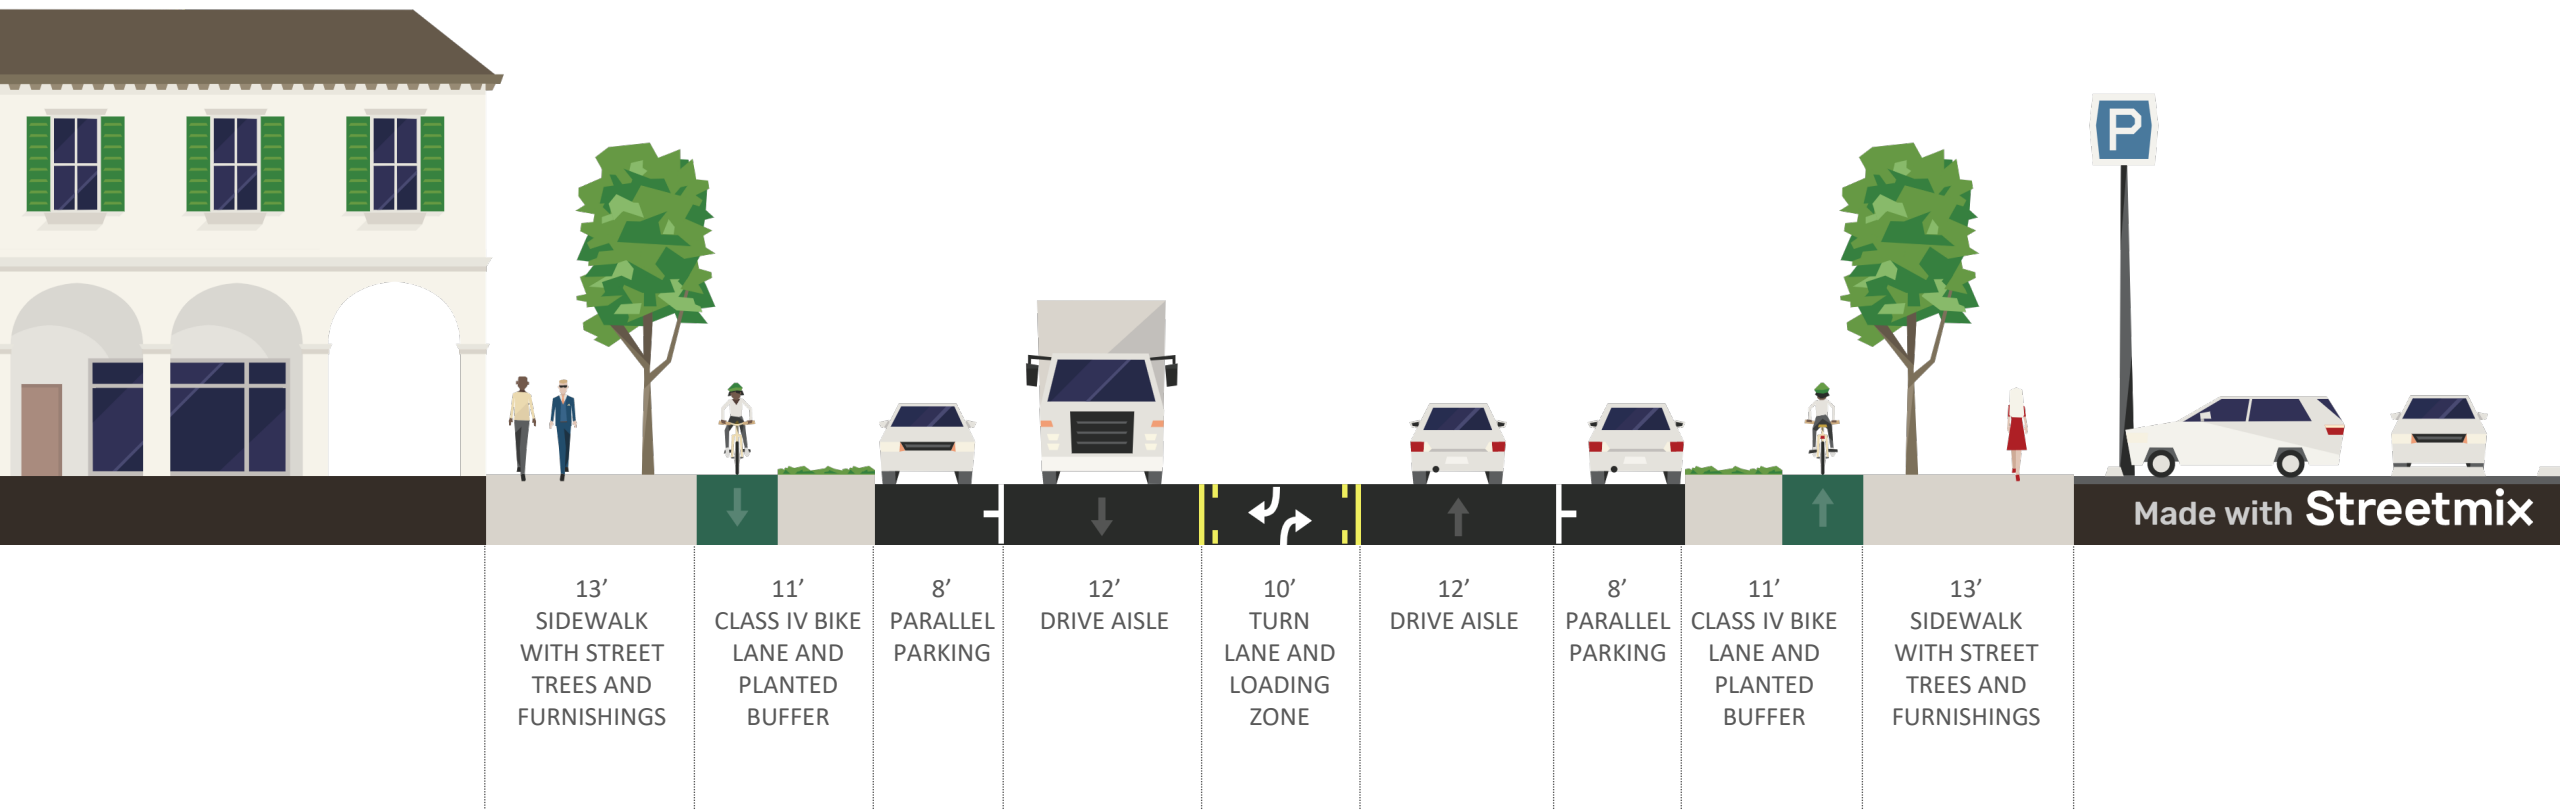 P
Made with Streetmix
13’
SIDEWALK
WITH STREET
TREES AND
FURNISHINGS
11’
CLASS IV BIKE
LANE AND
PLANTED
BUFFER
8’
PARALLEL
PARKING
12’
DRIVE AISLE
10’
TURN
LANE AND
LOADING
ZONE
12’
DRIVE AISLE
8’
PARALLEL
PARKING
11’
CLASS IV BIKE
LANE AND
PLANTED
BUFFER
13’
SIDEWALK
WITH STREET
TREES AND
FURNISHINGS